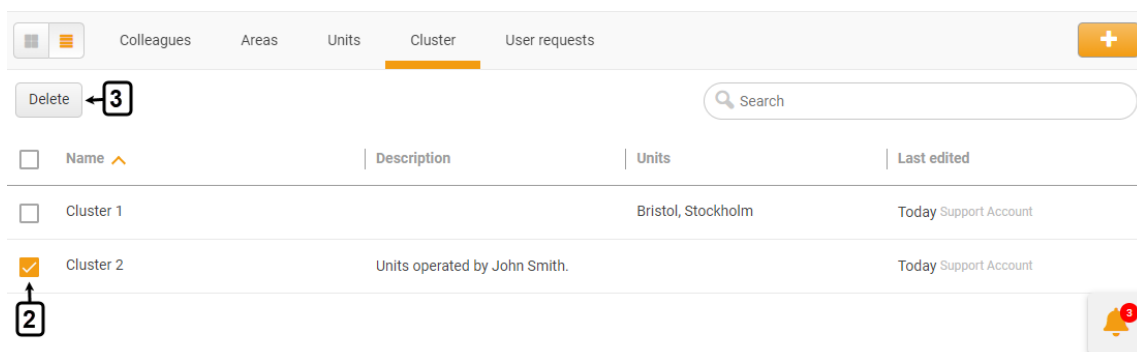 Colleagues Areas Units Cluster User requests
Delete 3 Search
Name Description Units Last edited
Cluster 1 Bristol, Stockholm Today Support Account
Cluster 2 Units operated by John Smith. Today Support Account
2
3